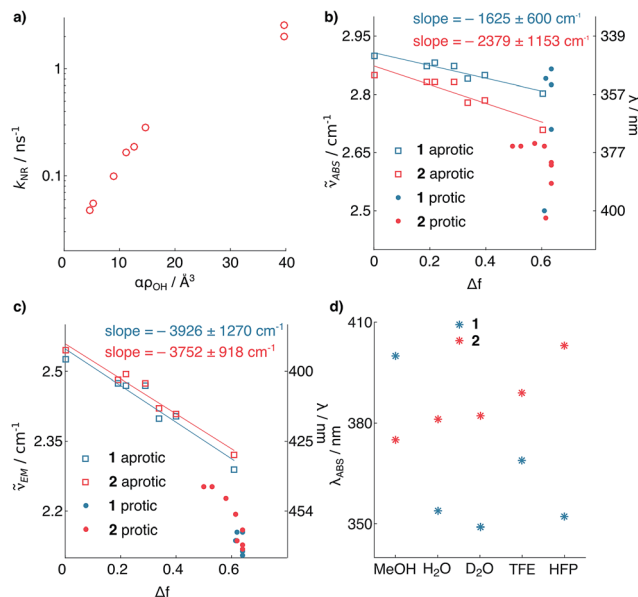 a)
k_NR / ns⁻¹
1
0.1
0
10
20
30
40
αρ_OH / Å³
b)
slope = − 1625 ± 600 cm⁻¹
slope = − 2379 ± 1153 cm⁻¹
ṽ_ABS / cm⁻¹
2.95
2.8
2.65
2.5
339
357
377
400
λ / nm
1 aprotic
2 aprotic
1 protic
2 protic
0
0.2
0.4
0.6
Δf
c)
slope = − 3926 ± 1270 cm⁻¹
slope = − 3752 ± 918 cm⁻¹
ṽ_EM / cm⁻¹
2.5
2.35
2.2
400
425
454
λ / nm
1 aprotic
2 aprotic
1 protic
2 protic
0
0.2
0.4
0.6
Δf
d)
1
2
λ_ABS / nm
410
380
350
MeOH
H₂O
D₂O
TFE
HFP